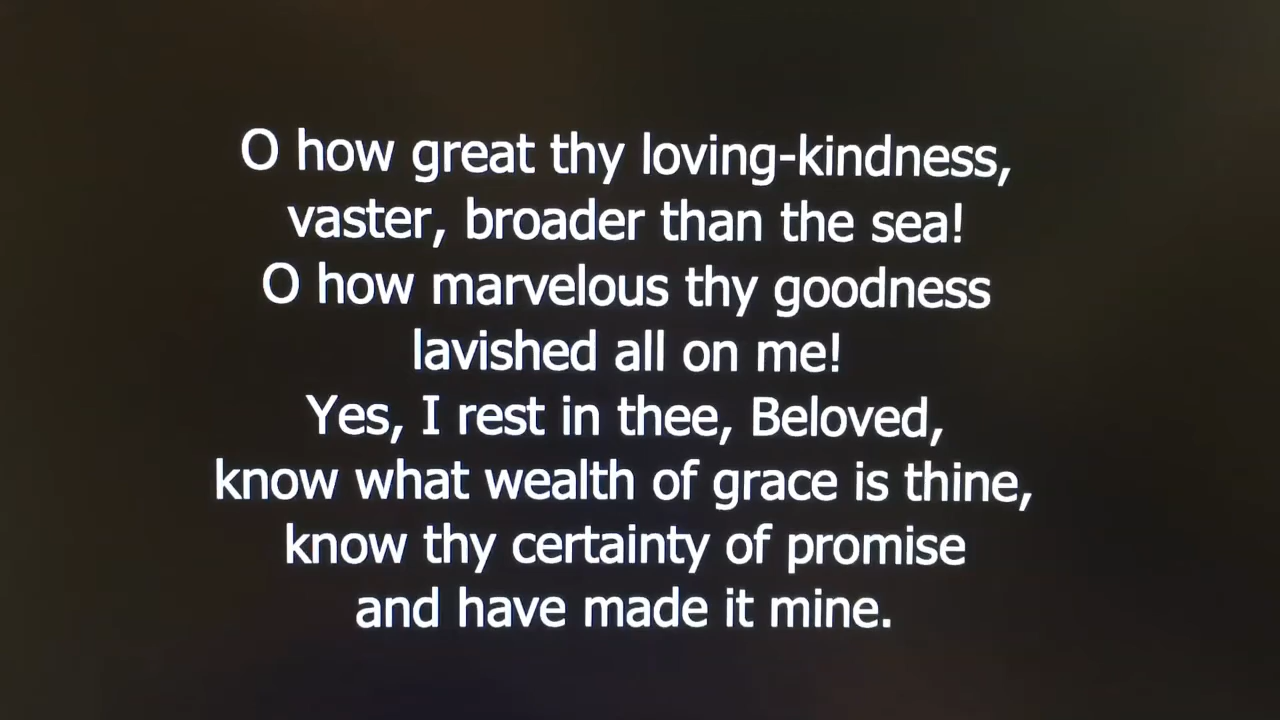 O how great thy loving-kindness,
vaster, broader than the sea!
O how marvelous thy goodness
lavished all on me!
Yes, I rest in thee, Beloved,
know what wealth of grace is thine,
know thy certainty of promise
and have made it mine.